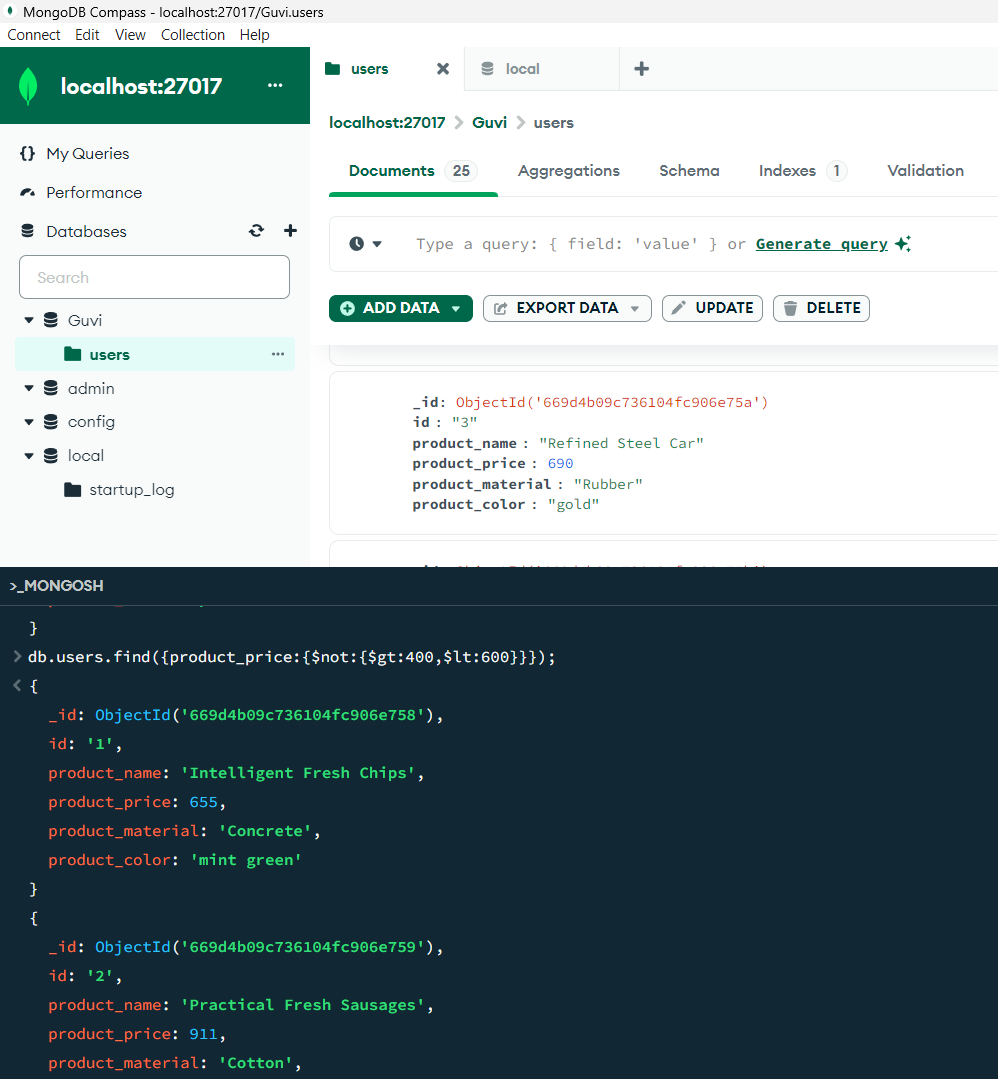 MongoDB Compass - localhost:27017/Guvi.users
Connect Edit View Collection Help
localhost:27017 ...
users
local
localhost:27017 > Guvi > users
{} My Queries
Performance
Databases
Search
Guvi
users ...
admin
config
local
startup_log
Documents 25 Aggregations Schema Indexes 1 Validation
Type a query: { field: 'value' } or Generate query
ADD DATA EXPORT DATA UPDATE DELETE
_id: ObjectId('669d4b09c736104fc906e75a')
id : "3"
product_name : "Refined Steel Car"
product_price : 690
product_material : "Rubber"
product_color : "gold"
>_MONGOSH
}
> db.users.find({product_price:{$not:{$gt:400,$lt:600}}});
< {
_id: ObjectId('669d4b09c736104fc906e758'),
id: '1',
product_name: 'Intelligent Fresh Chips',
product_price: 655,
product_material: 'Concrete',
product_color: 'mint green'
}
{
_id: ObjectId('669d4b09c736104fc906e759'),
id: '2',
product_name: 'Practical Fresh Sausages',
product_price: 911,
product_material: 'Cotton',